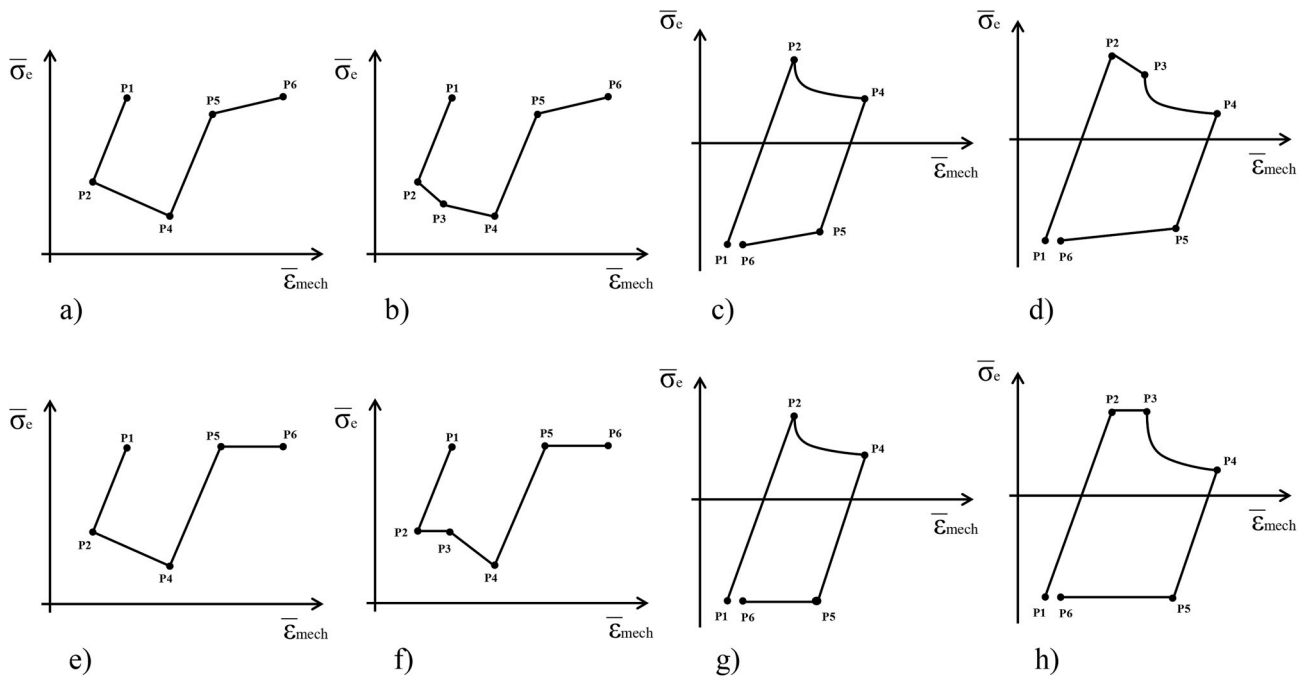 σ̅e
P1
P2
P4
P5
P6
ε̅mech
a)
σ̅e
P1
P2
P3
P4
P5
P6
ε̅mech
b)
σ̅e
P2
P4
P5
P1
P6
ε̅mech
c)
σ̅e
P2
P3
P4
P5
P1
P6
ε̅mech
d)
σ̅e
P1
P2
P4
P5
P6
ε̅mech
e)
σ̅e
P1
P2
P3
P4
P5
P6
ε̅mech
f)
σ̅e
P2
P4
P1
P6
P5
ε̅mech
g)
σ̅e
P2
P3
P4
P1
P6
P5
ε̅mech
h)